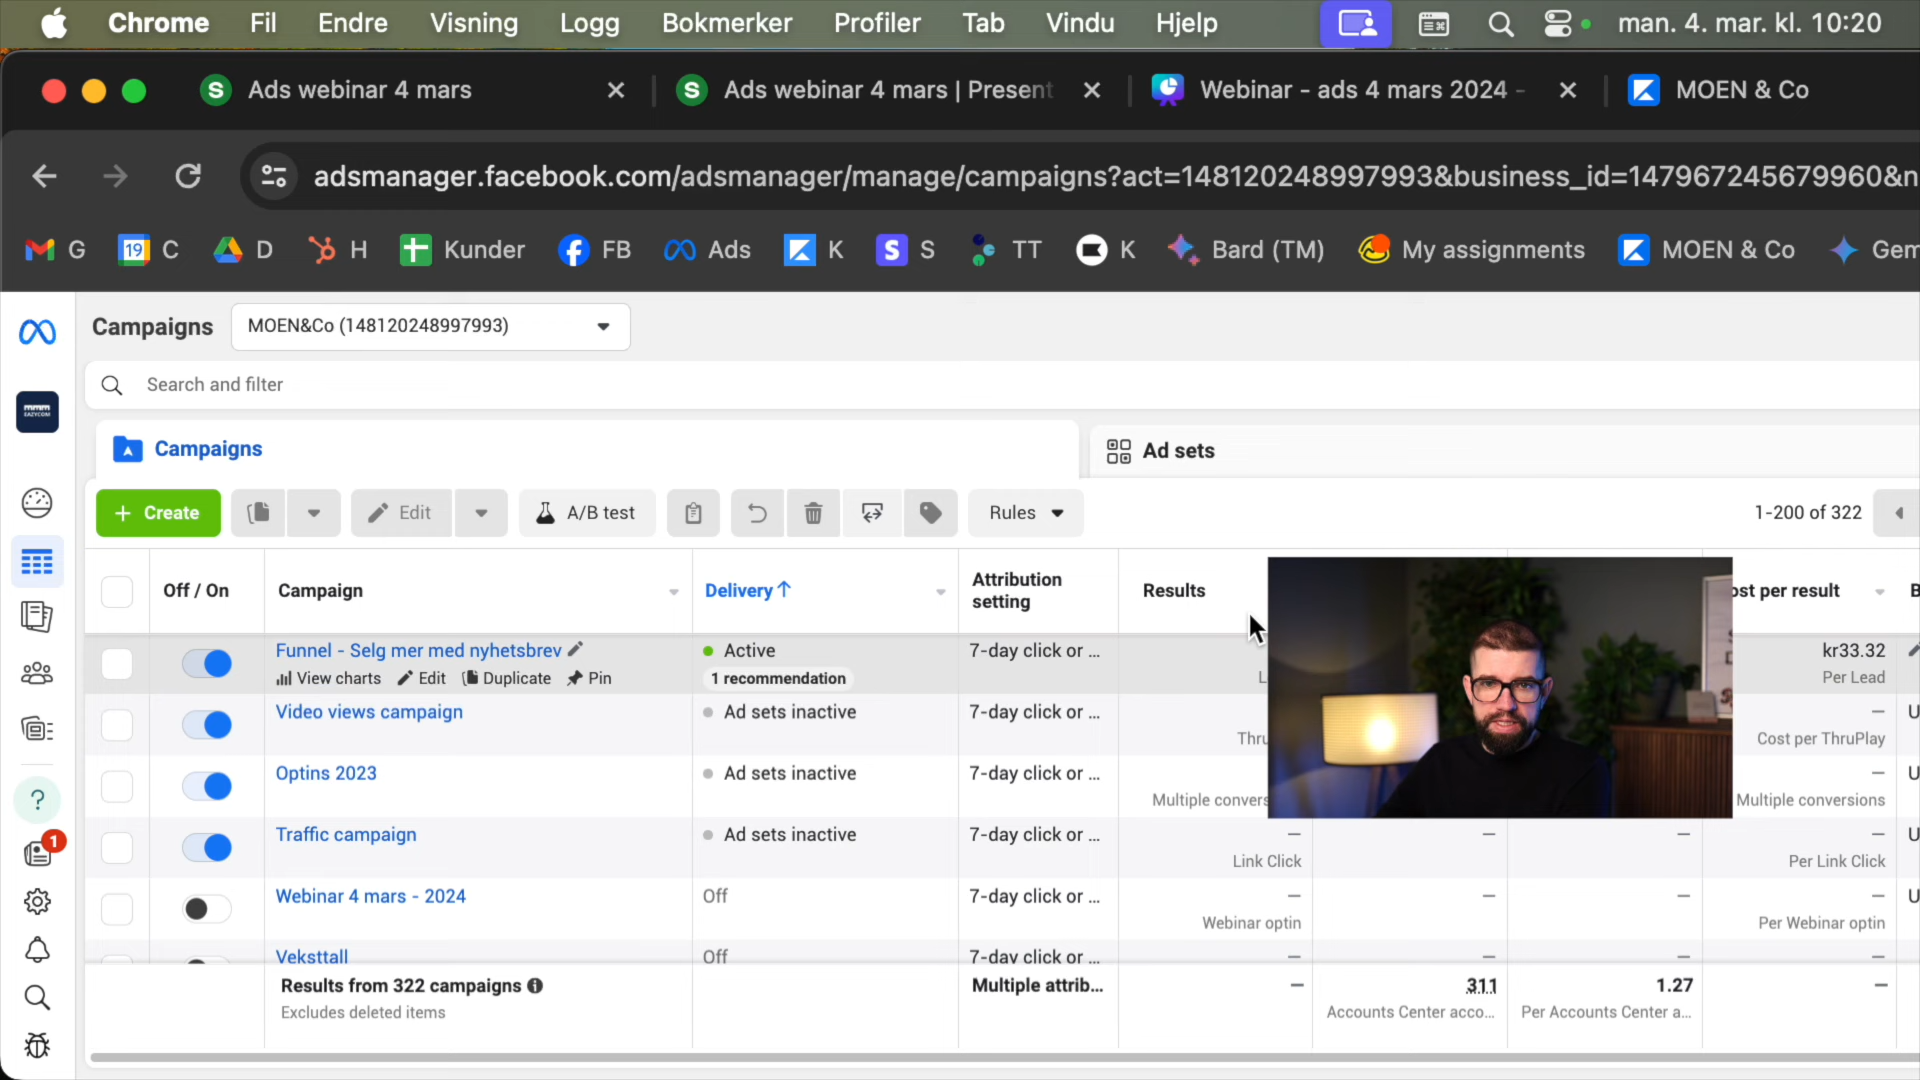 Chrome Fil Endre Visning Logg Bokmerker Profiler Tab Vindu Hjelp man. 4. mar. kl. 10:20
Ads webinar 4 mars Ads webinar 4 mars | Present Webinar - ads 4 mars 2024 - MOEN & Co
adsmanager.facebook.com/adsmanager/manage/campaigns?act=148120248997993&business_id=147967245679960&n
G 19 C D H Kunder FB Ads K S TT K Bard (TM) My assignments MOEN & Co Gem
Campaigns MOEN&Co (148120248997993)
Search and filter
Campaigns Ad sets
+ Create Edit A/B test Rules 1-200 of 322
Off / On Campaign Delivery ↑ Attribution setting Results ost per result B
Funnel - Selg mer med nyhetsbrev Active 7-day click or ... kr33.32
View charts Edit Duplicate Pin 1 recommendation L Per Lead
Video views campaign Ad sets inactive 7-day click or ... — U
Thru Cost per ThruPlay
Optins 2023 Ad sets inactive 7-day click or ... — U
Multiple convers Multiple conversions
Traffic campaign Ad sets inactive 7-day click or ... — — — — U
Link Click Per Link Click
Webinar 4 mars - 2024 Off 7-day click or ... — — — — U
Webinar optin Per Webinar optin
Veksttall Off 7-day click or ... — — — —
Results from 322 campaigns Multiple attrib... — 311 1.27 —
Excludes deleted items Accounts Center acco... Per Accounts Center a...
1